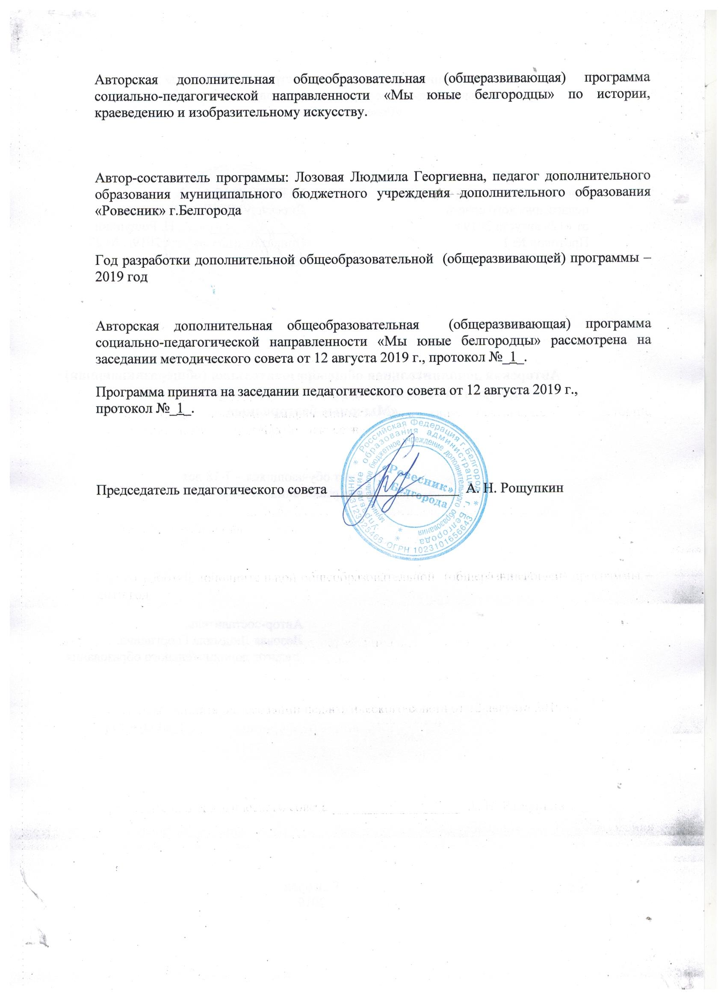 Авторская дополнительная общеобразовательная (общеразвивающая) программа
социально-педагогической направленности «Мы юные белгородцы» по истории,
краеведению и изобразительному искусству.
Автор-составитель программы: Лозовая Людмила Георгиевна, педагог дополнительного
образования муниципального бюджетного учреждения дополнительного образования
«Ровесник» г.Белгорода
Год разработки дополнительной общеобразовательной (общеразвивающей) программы –
2019 год
Авторская дополнительная общеобразовательная (общеразвивающая) программа
социально-педагогической направленности «Мы юные белгородцы» рассмотрена на
заседании методического совета от 12 августа 2019 г., протокол №_1_.
Программа принята на заседании педагогического совета от 12 августа 2019 г.,
протокол №_1_.
Председатель педагогического совета __________________ А. Н. Рощупкин
* Российская Федерация г.Белгород *
ИНН 3123025466 ОГРН 1023101656643
управление образования администрации г. Белгорода *
муниципальное бюджетное учреждение дополнительного образования *
«Ровесник»
г. Белгорода